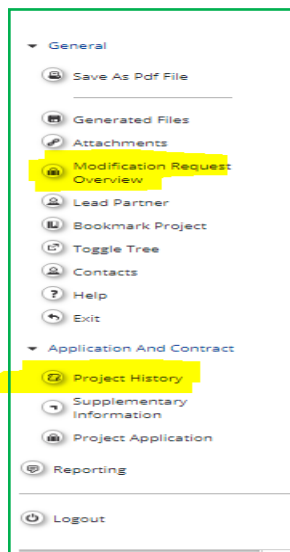 General
Save As Pdf File
Generated Files
Attachments
Modification Request
Overview
Lead Partner
Bookmark Project
Toggle Tree
Contacts
Help
Exit
Application And Contract
Project History
Supplementary
Information
Project Application
Reporting
Logout